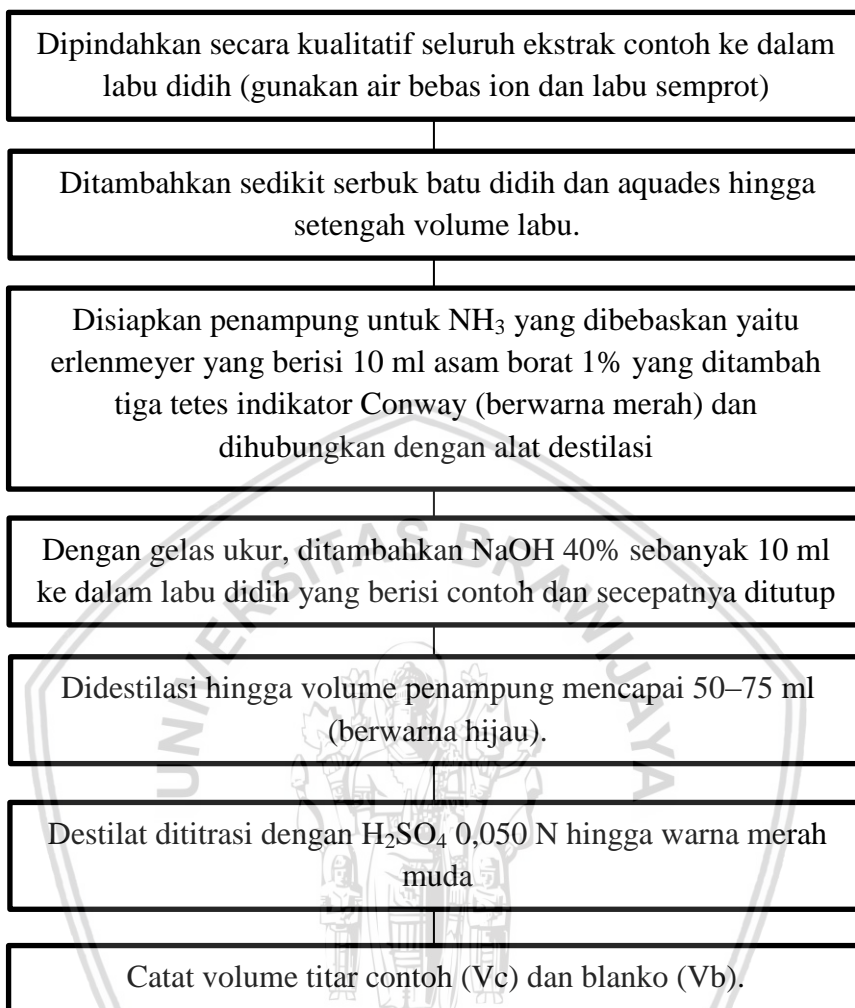 Dipindahkan secara kualitatif seluruh ekstrak contoh ke dalam
labu didih (gunakan air bebas ion dan labu semprot)
Ditambahkan sedikit serbuk batu didih dan aquades hingga
setengah volume labu.
Disiapkan penampung untuk NH₃ yang dibebaskan yaitu
erlenmeyer yang berisi 10 ml asam borat 1% yang ditambah
tiga tetes indikator Conway (berwarna merah) dan
dihubungkan dengan alat destilasi
Dengan gelas ukur, ditambahkan NaOH 40% sebanyak 10 ml
ke dalam labu didih yang berisi contoh dan secepatnya ditutup
Didestilasi hingga volume penampung mencapai 50–75 ml
(berwarna hijau).
Destilat dititrasi dengan H₂SO₄ 0,050 N hingga warna merah
muda
Catat volume titar contoh (Vc) dan blanko (Vb).
UNIVERSITAS BRAWIJAYA